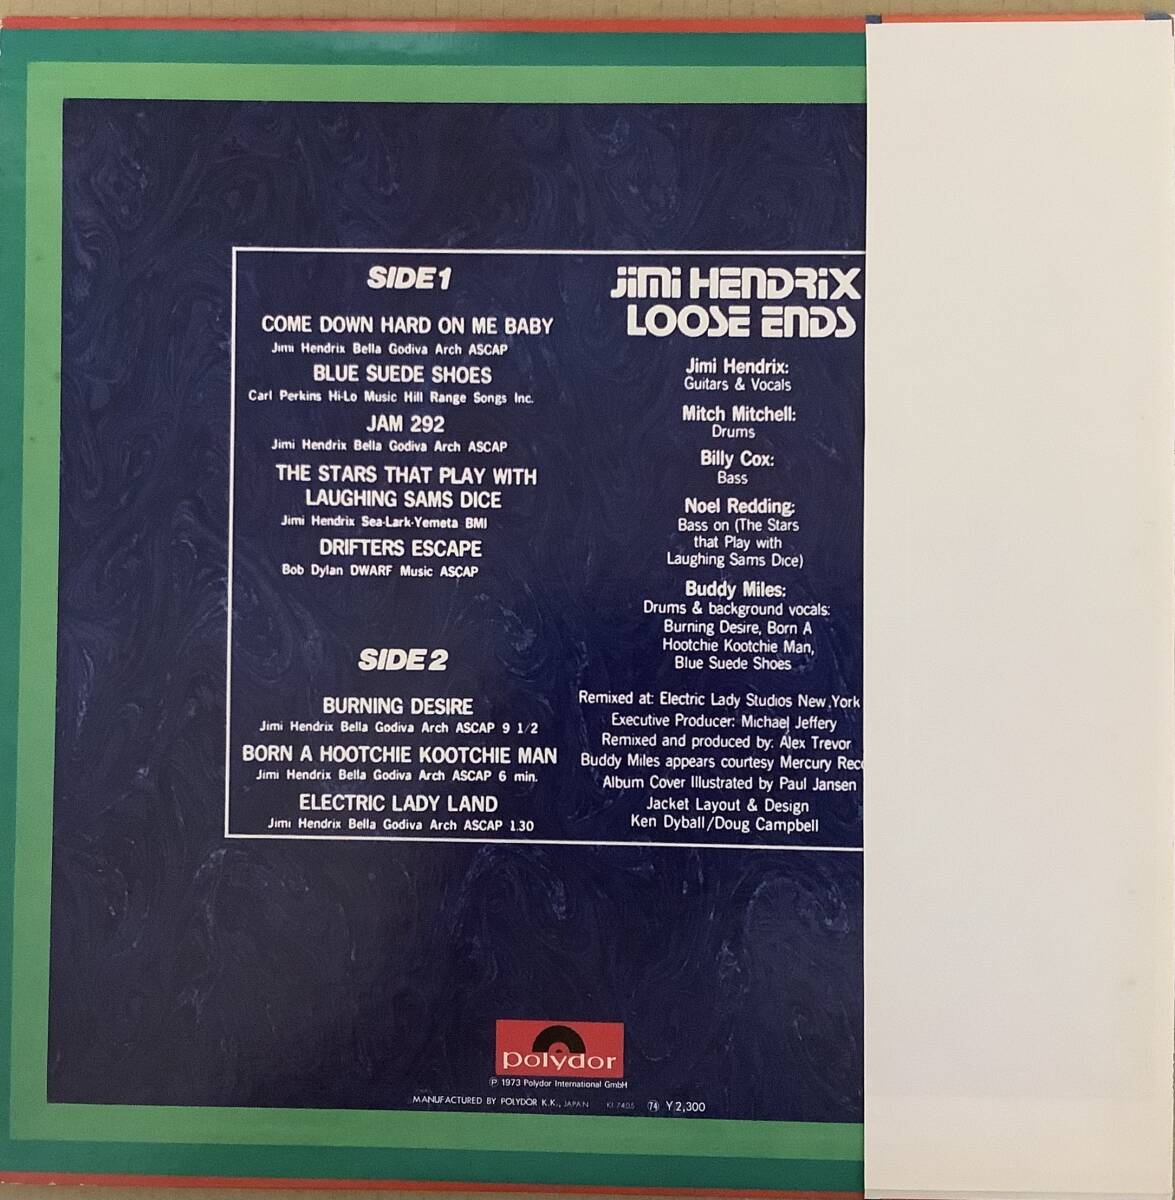 SIDE 1
COME DOWN HARD ON ME BABY
Jimi Hendrix Bella Godiva Arch ASCAP
BLUE SUEDE SHOES
Carl Perkins Hi-Lo Music Hill Range Songs Inc.
JAM 292
Jimi Hendrix Bella Godiva Arch ASCAP
THE STARS THAT PLAY WITH
LAUGHING SAMS DICE
Jimi Hendrix Sea-Lark-Yemeta BMI
DRIFTERS ESCAPE
Bob Dylan DWARF Music ASCAP
SIDE 2
BURNING DESIRE
Jimi Hendrix Bella Godiva Arch ASCAP 9 1/2
BORN A HOOTCHIE KOOTCHIE MAN
Jimi Hendrix Bella Godiva Arch ASCAP 6 min.
ELECTRIC LADY LAND
Jimi Hendrix Bella Godiva Arch ASCAP 1.30
JIMI HENDRIX
LOOSE ENDS
Jimi Hendrix:
Guitars & Vocals
Mitch Mitchell:
Drums
Billy Cox:
Bass
Noel Redding:
Bass on (The Stars
that Play with
Laughing Sams Dice)
Buddy Miles:
Drums & background vocals:
Burning Desire, Born A
Hootchie Kootchie Man,
Blue Suede Shoes
Remixed at: Electric Lady Studios New York
Executive Producer: Michael Jeffery
Remixed and produced by: Alex Trevor
Buddy Miles appears courtesy Mercury Rec
Album Cover Illustrated by Paul Jansen
Jacket Layout & Design
Ken Dyball/Doug Campbell
polydor
Ⓟ 1973 Polydor International GmbH
MANUFACTURED BY POLYDOR K.K., JAPAN KI 7405 ㊼ Y 2,300